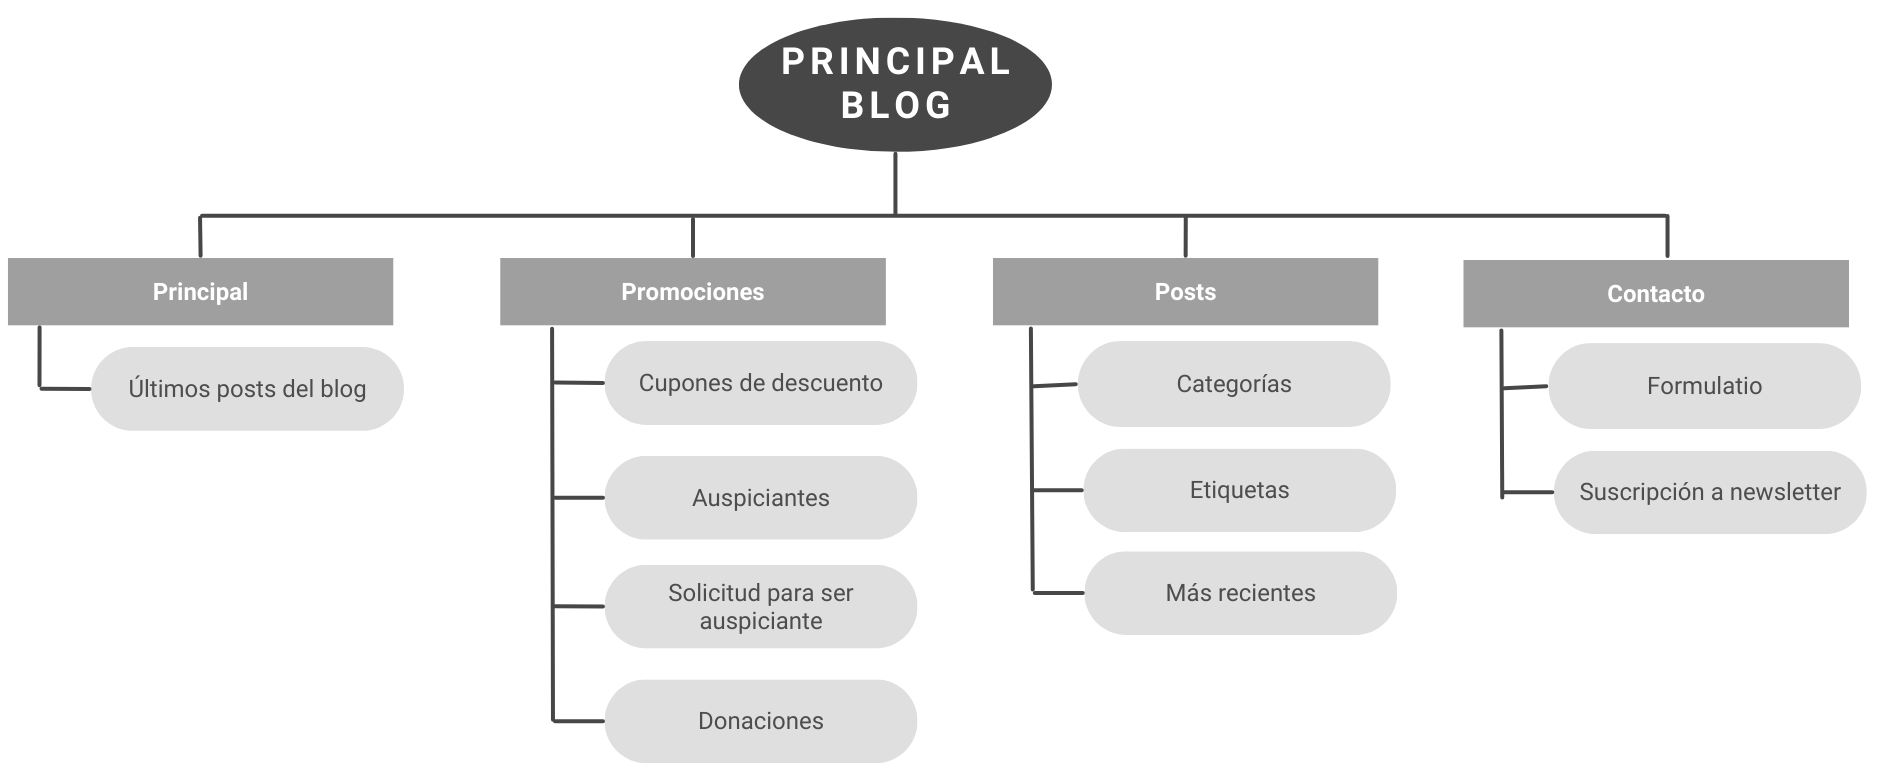 PRINCIPAL
BLOG
Principal
Últimos posts del blog
Promociones
Cupones de descuento
Auspiciantes
Solicitud para ser
auspiciante
Donaciones
Posts
Categorías
Etiquetas
Más recientes
Contacto
Formulatio
Suscripción a newsletter